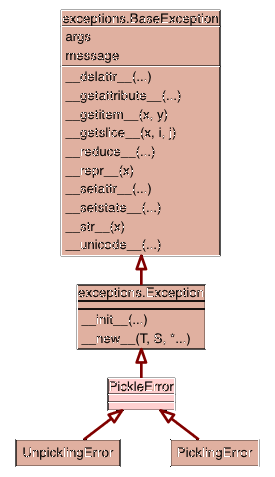 exceptions.BaseException
args
message
__delattr__(...)
__getattribute__(...)
__getitem__(x, y)
__getslice__(x, i, j)
__reduce__(...)
__repr__(x)
__setattr__(...)
__setstate__(...)
__str__(x)
__unicode__(...)
exceptions.Exception
__init__(...)
__new__(T, S, *...)
PickleError
UnpicklingError
PicklingError